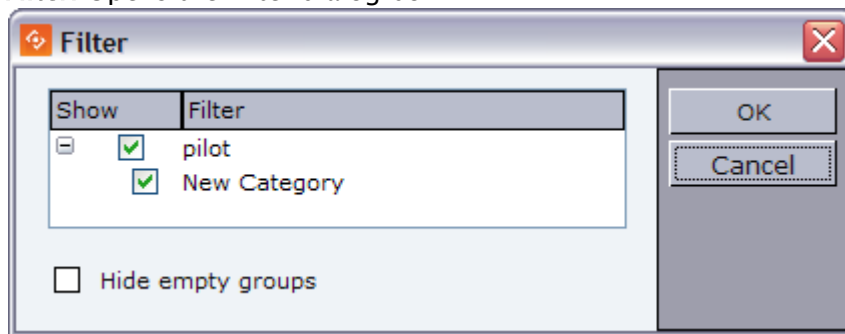 Filter
Show Filter
pilot
New Category
Hide empty groups
OK
Cancel